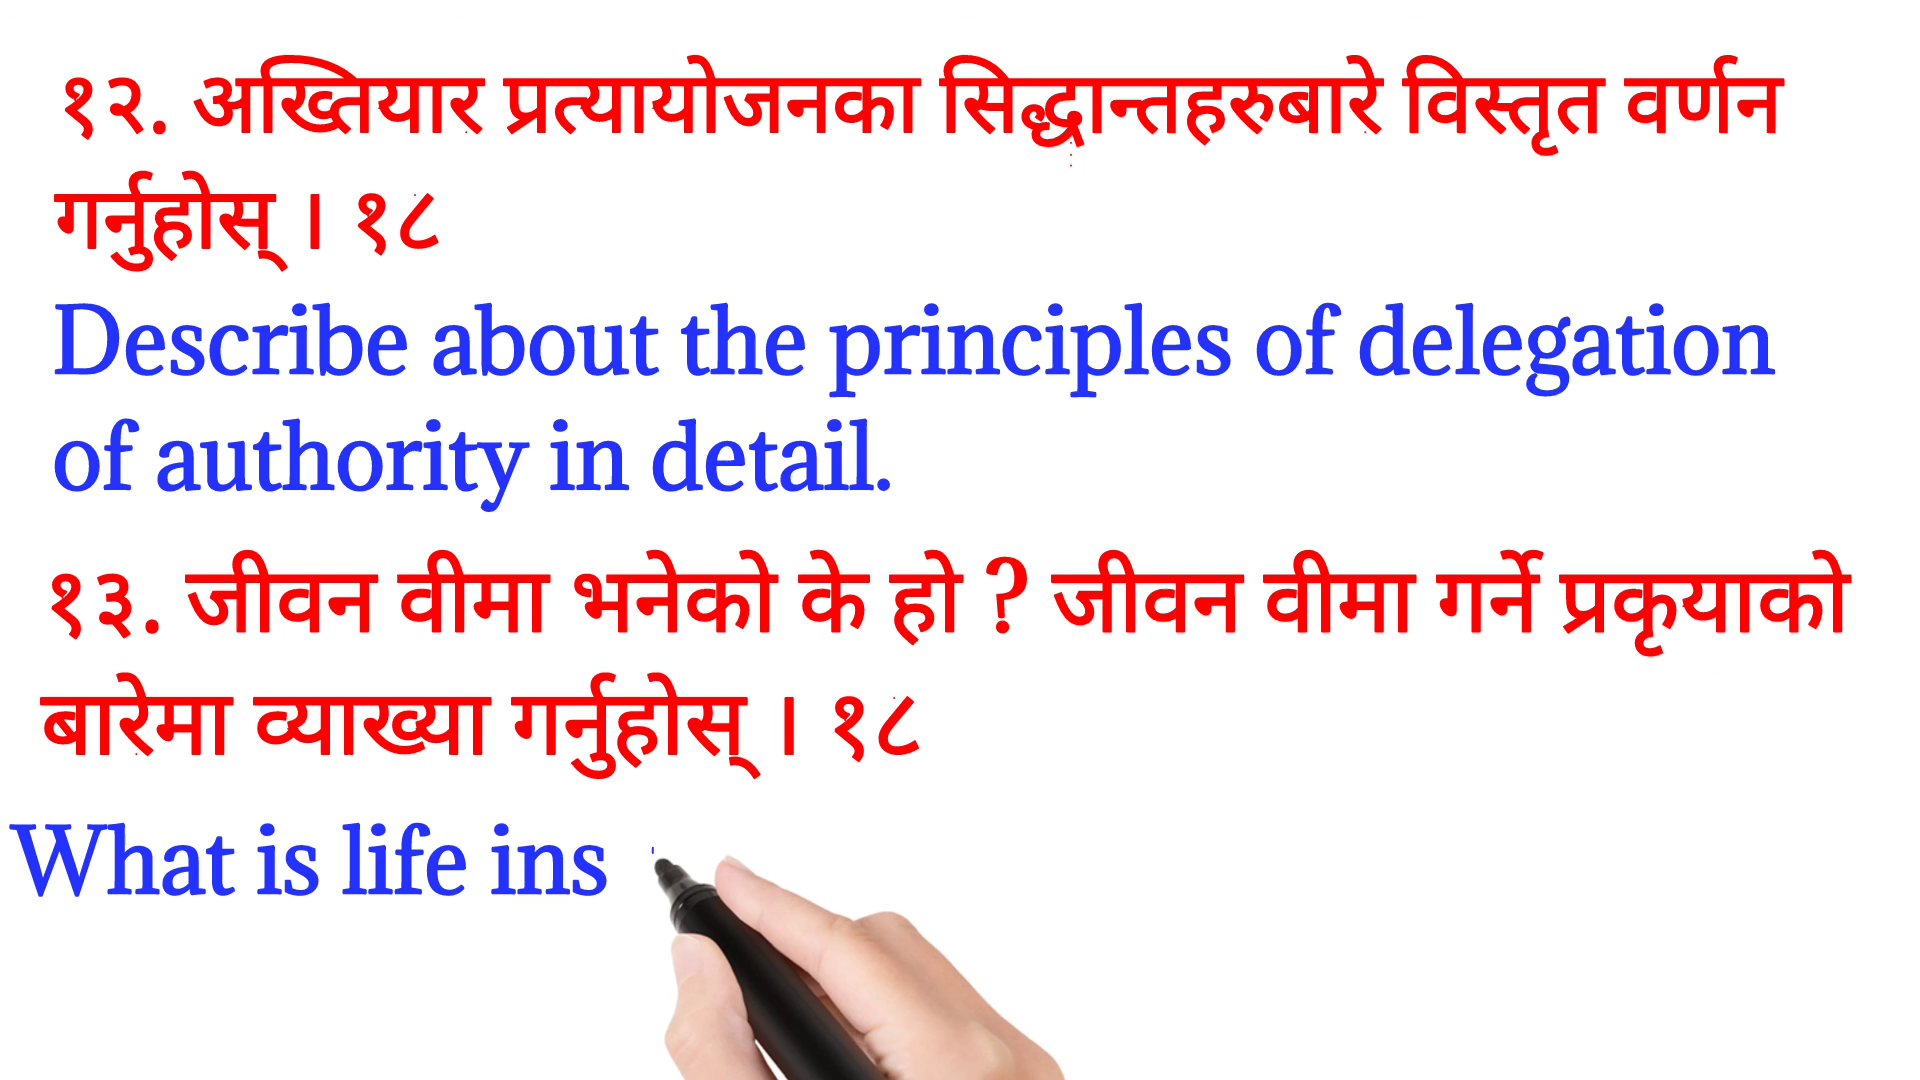 १२. अख्तियार प्रत्यायोजनका सिद्धान्तहरुबारे विस्तृत वर्णन
गर्नुहोस् । १८
Describe about the principles of delegation
of authority in detail.
१३. जीवन वीमा भनेको के हो ? जीवन वीमा गर्ने प्रकृयाको
बारेमा व्याख्या गर्नुहोस् । १८
What is life ins